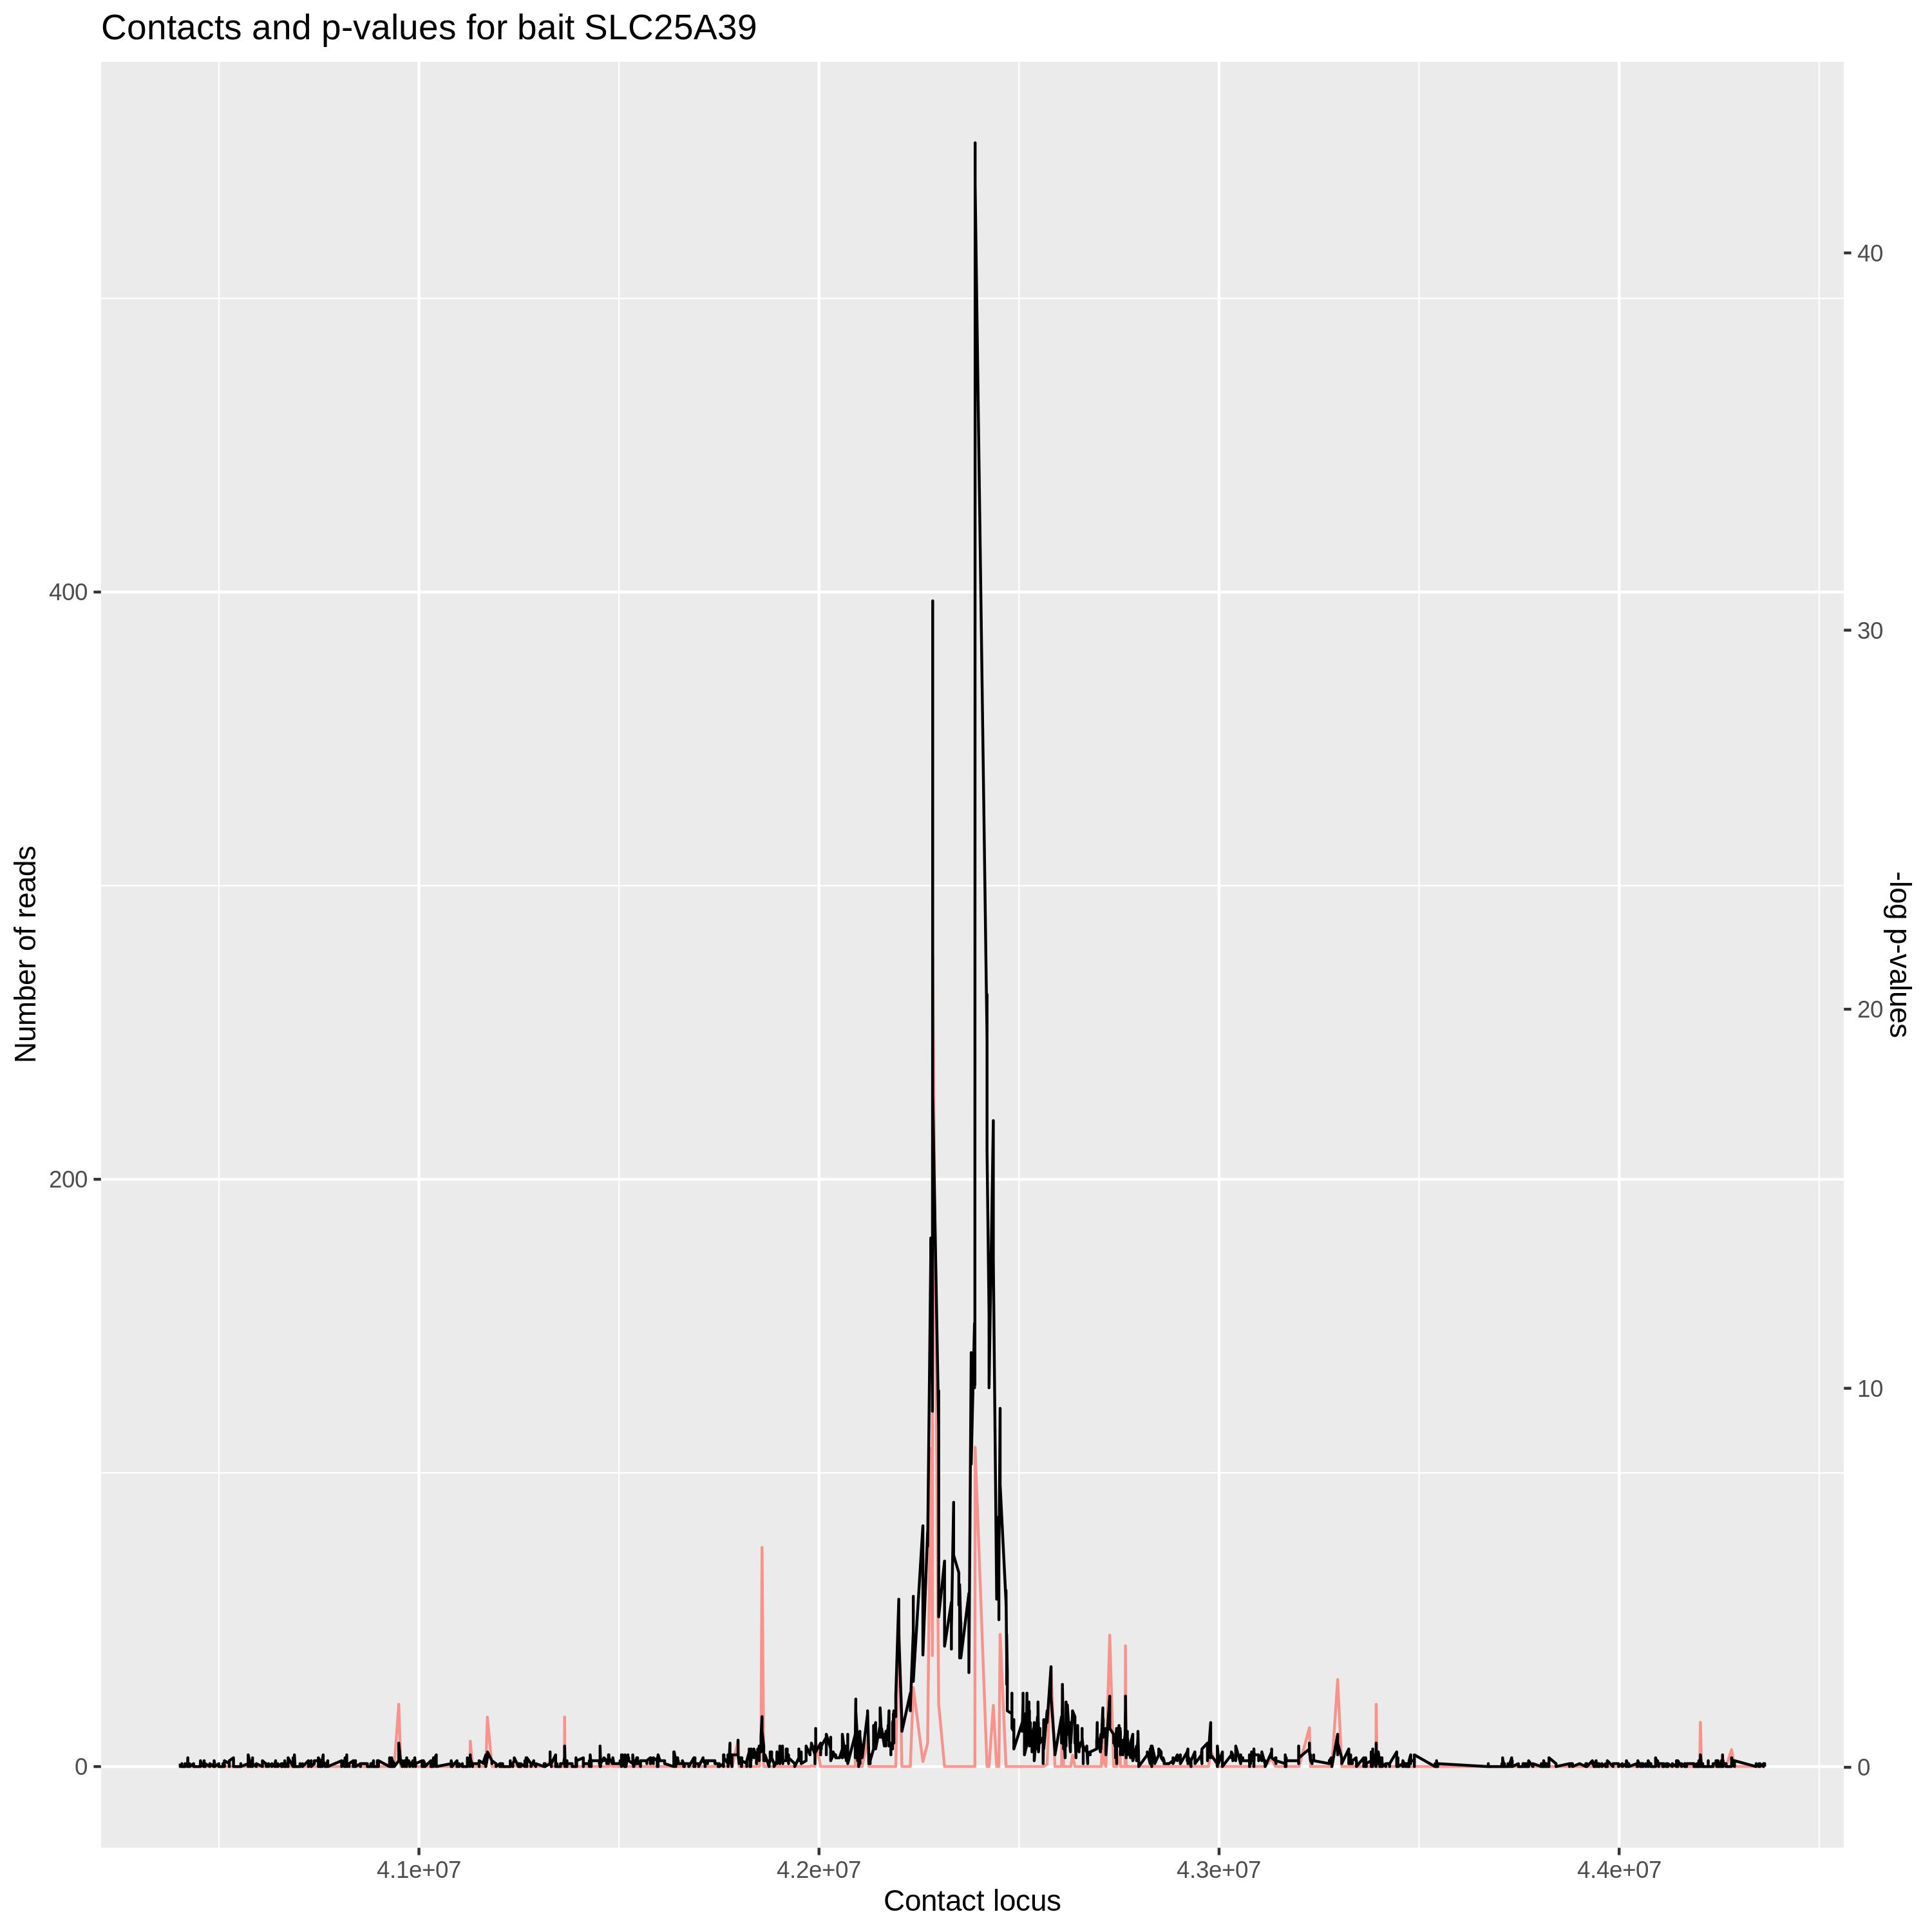 Contacts and p-values for bait SLC25A39
Number of reads
400
200
0
40
30
20
10
0
-log p-values
4.1e+07 4.2e+07 4.3e+07 4.4e+07
Contact locus